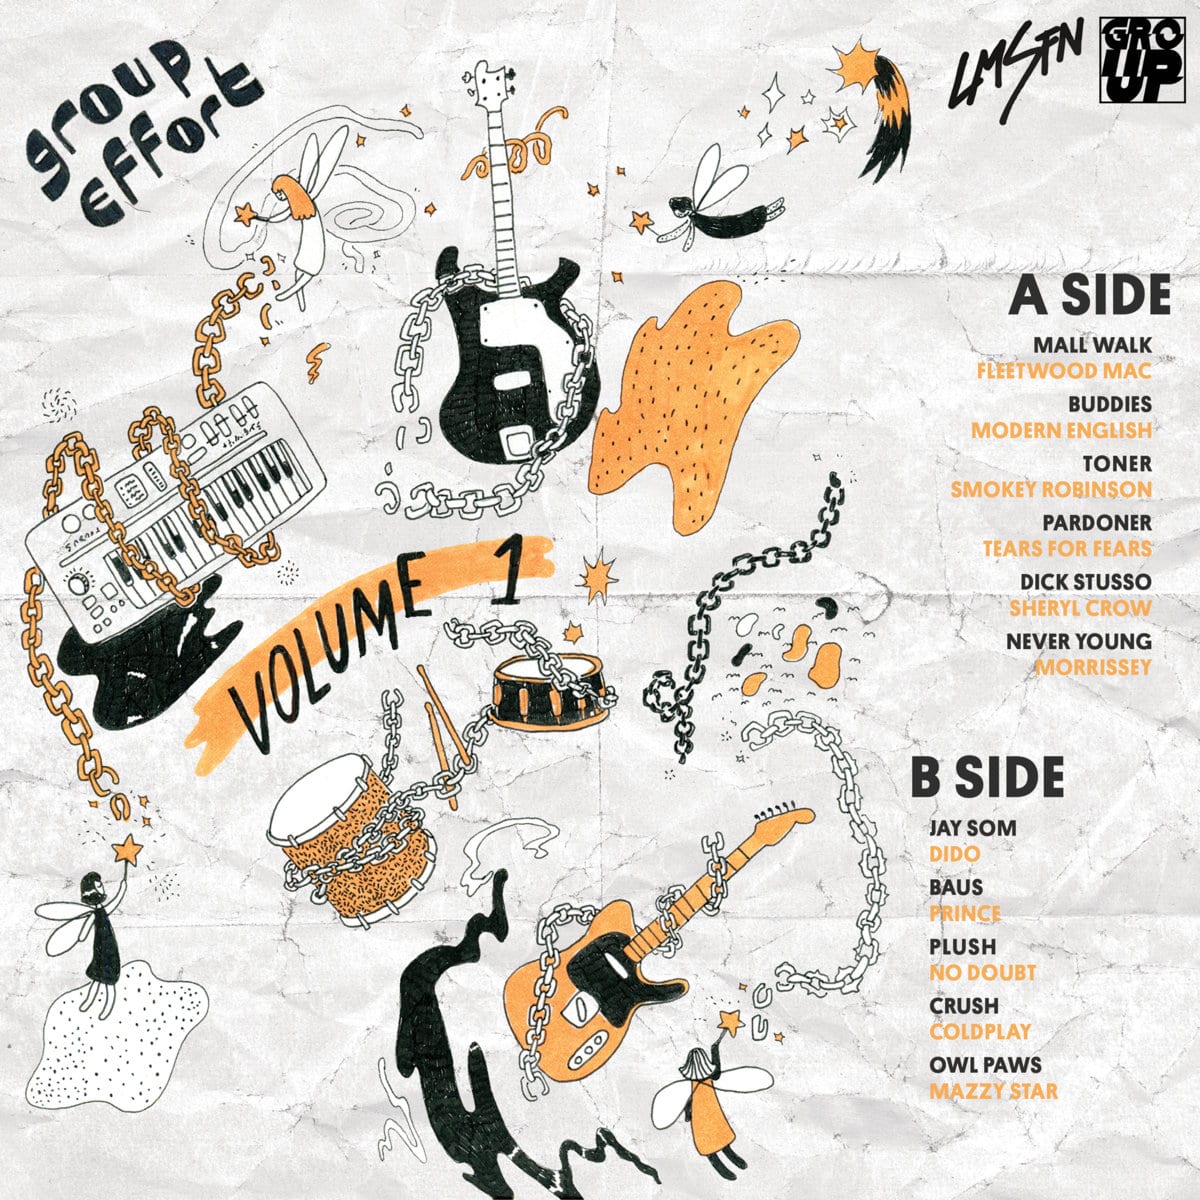 group
effort
LMSFN
GRO
UP
VOLUME 1
A SIDE
MALL WALK
FLEETWOOD MAC
BUDDIES
MODERN ENGLISH
TONER
SMOKEY ROBINSON
PARDONER
TEARS FOR FEARS
DICK STUSSO
SHERYL CROW
NEVER YOUNG
MORRISSEY
B SIDE
JAY SOM
DIDO
BAUS
PRINCE
PLUSH
NO DOUBT
CRUSH
COLDPLAY
OWL PAWS
MAZZY STAR